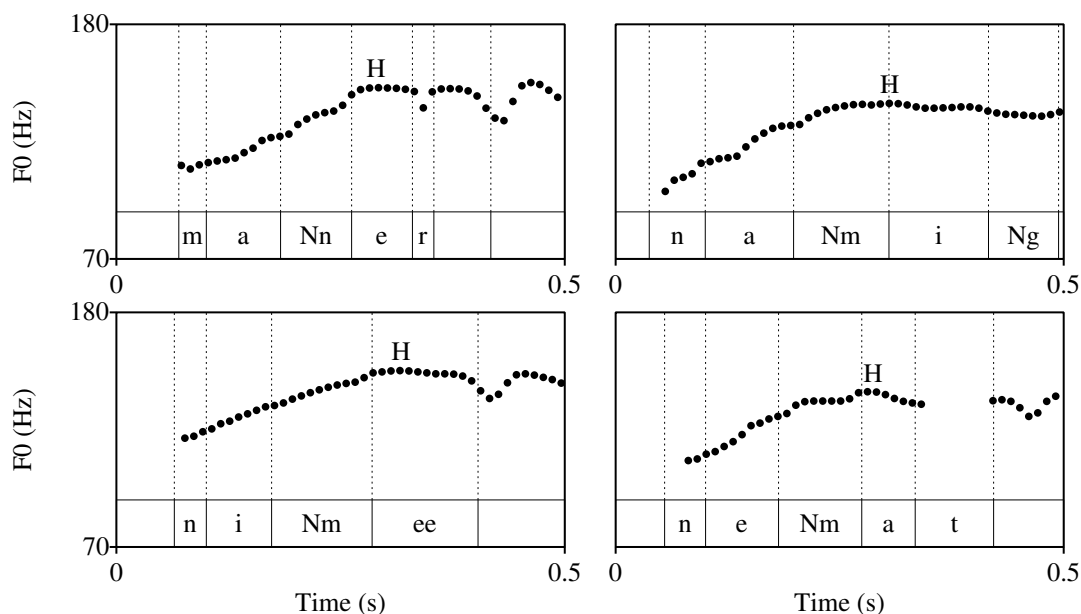 180
H
H
F0 (Hz)
m a Nn e r
n a Nm i Ng
70
0 0.5 0 0.5
180
H
H
F0 (Hz)
n i Nm ee
n e Nm a t
70
0 0.5 0 0.5
Time (s) Time (s)